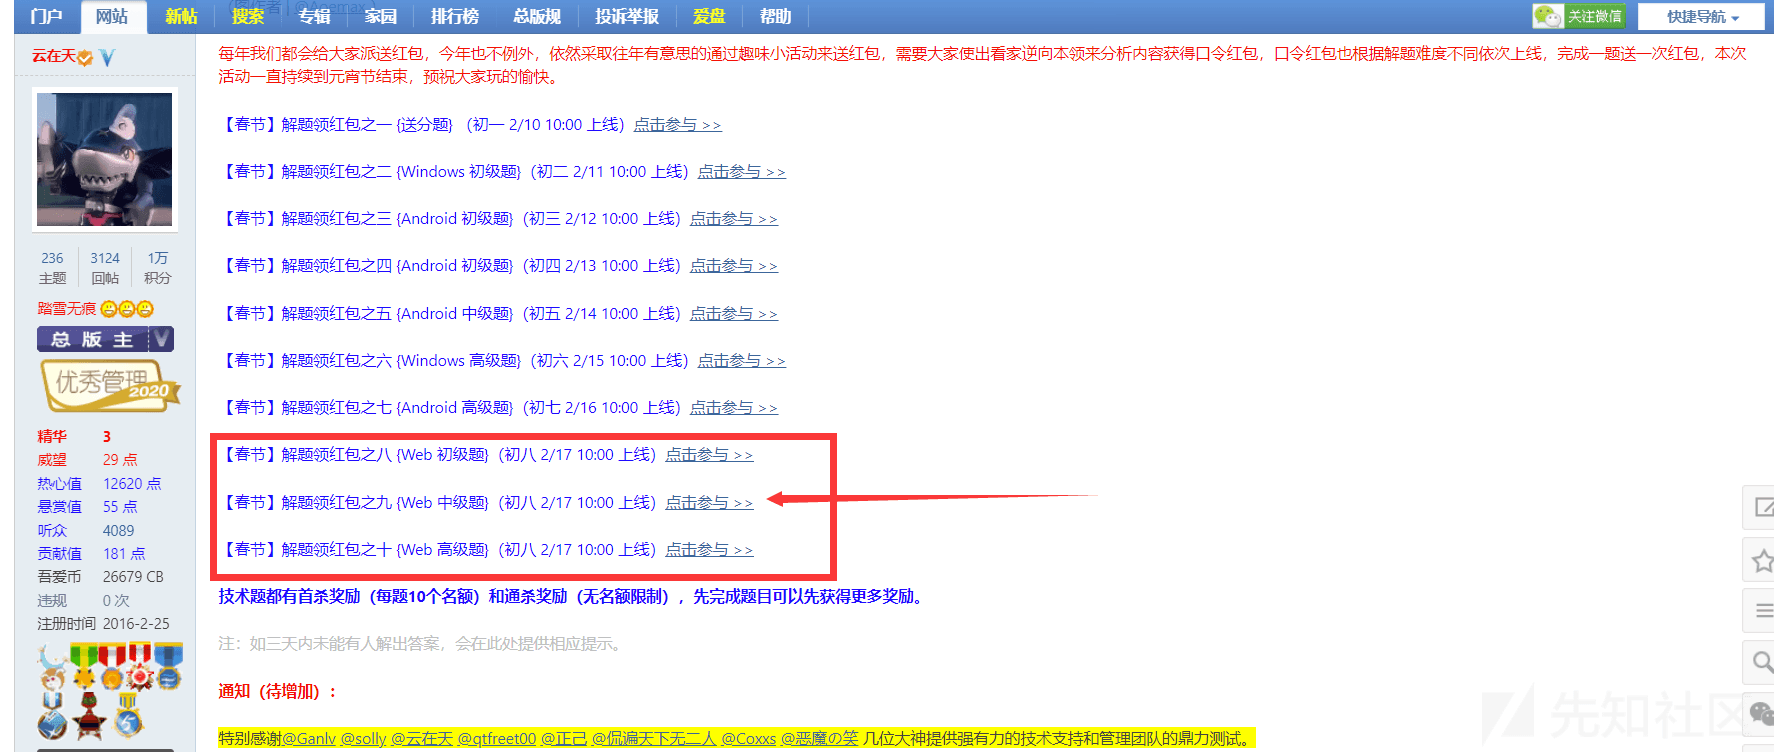 (图作者 | @Aoemax )
门户 网站 新帖 搜索 专辑 家园 排行榜 总版规 投诉举报 爱盘 帮助 关注微信 快捷导航
云在天
每年我们都会给大家派送红包，今年也不例外，依然采取往年有意思的通过趣味小活动来送红包，需要大家使出看家逆向本领来分析内容获得口令红包，口令红包也根据解题难度不同依次上线，完成一题送一次红包，本次
活动一直持续到元宵节结束，预祝大家玩的愉快。
【春节】解题领红包之一 {送分题} （初一 2/10 10:00 上线）点击参与 >>
【春节】解题领红包之二 {Windows 初级题}（初二 2/11 10:00 上线）点击参与 >>
【春节】解题领红包之三 {Android 初级题}（初三 2/12 10:00 上线）点击参与 >>
【春节】解题领红包之四 {Android 初级题}（初四 2/13 10:00 上线）点击参与 >>
【春节】解题领红包之五 {Android 中级题}（初五 2/14 10:00 上线）点击参与 >>
【春节】解题领红包之六 {Windows 高级题}（初六 2/15 10:00 上线）点击参与 >>
【春节】解题领红包之七 {Android 高级题}（初七 2/16 10:00 上线）点击参与 >>
【春节】解题领红包之八 {Web 初级题}（初八 2/17 10:00 上线）点击参与 >>
【春节】解题领红包之九 {Web 中级题}（初八 2/17 10:00 上线）点击参与 >>
【春节】解题领红包之十 {Web 高级题}（初八 2/17 10:00 上线）点击参与 >>
技术题都有首杀奖励（每题10个名额）和通杀奖励（无名额限制），先完成题目可以先获得更多奖励。
注：如三天内未能有人解出答案，会在此处提供相应提示。
通知（待增加）：
特别感谢@Ganlv @solly @云在天 @qtfreet00 @正己 @侃遍天下无二人 @Coxxs @恶魔の笑 几位大神提供强有力的技术支持和管理团队的鼎力测试。
236 3124 1万
主题 回帖 积分
踏雪无痕
总版主 V
优秀管理
2020
精华 3
威望 29 点
热心值 12620 点
悬赏值 55 点
听众 4089
贡献值 181 点
吾爱币 26679 CB
违规 0 次
注册时间 2016-2-25
先知社区